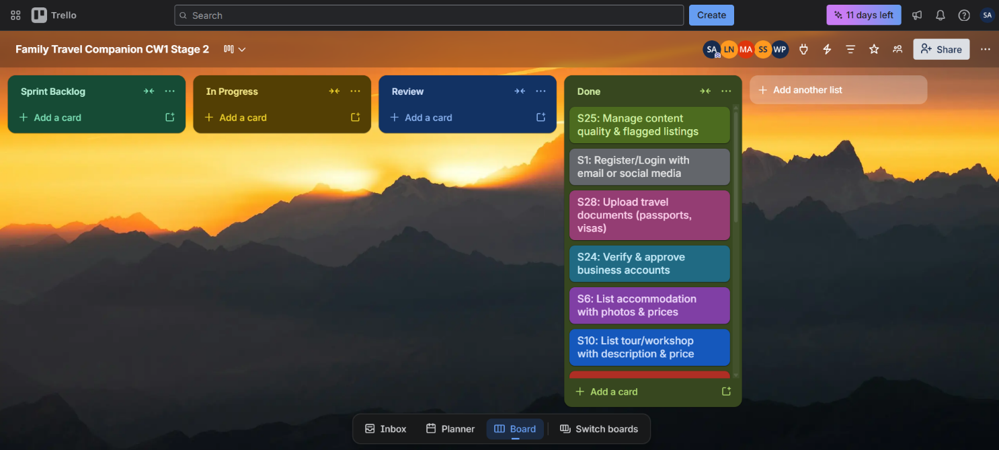 Trello
Search
Create
11 days left
SA
Family Travel Companion CW1 Stage 2
SA LN MA SS WP
Share
Sprint Backlog
Add a card
In Progress
Add a card
Review
Add a card
Done
S25: Manage content
quality & flagged listings
S1: Register/Login with
email or social media
S28: Upload travel
documents (passports,
visas)
S24: Verify & approve
business accounts
S6: List accommodation
with photos & prices
S10: List tour/workshop
with description & price
Add a card
Add another list
Inbox
Planner
Board
Switch boards